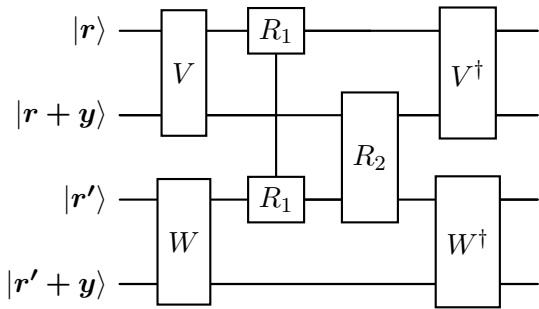 |r⟩ V R₁ V†
|r + y⟩ R₂
|r′⟩ W R₁ W†
|r′ + y⟩